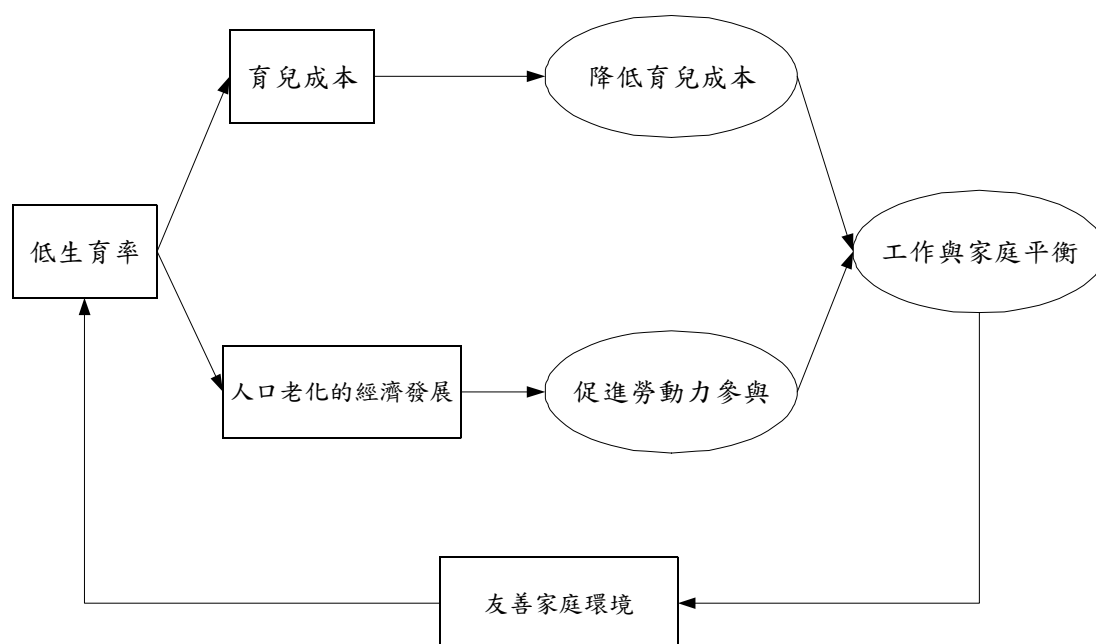 育兒成本
降低育兒成本
低生育率
工作與家庭平衡
人口老化的經濟發展
促進勞動力參與
友善家庭環境